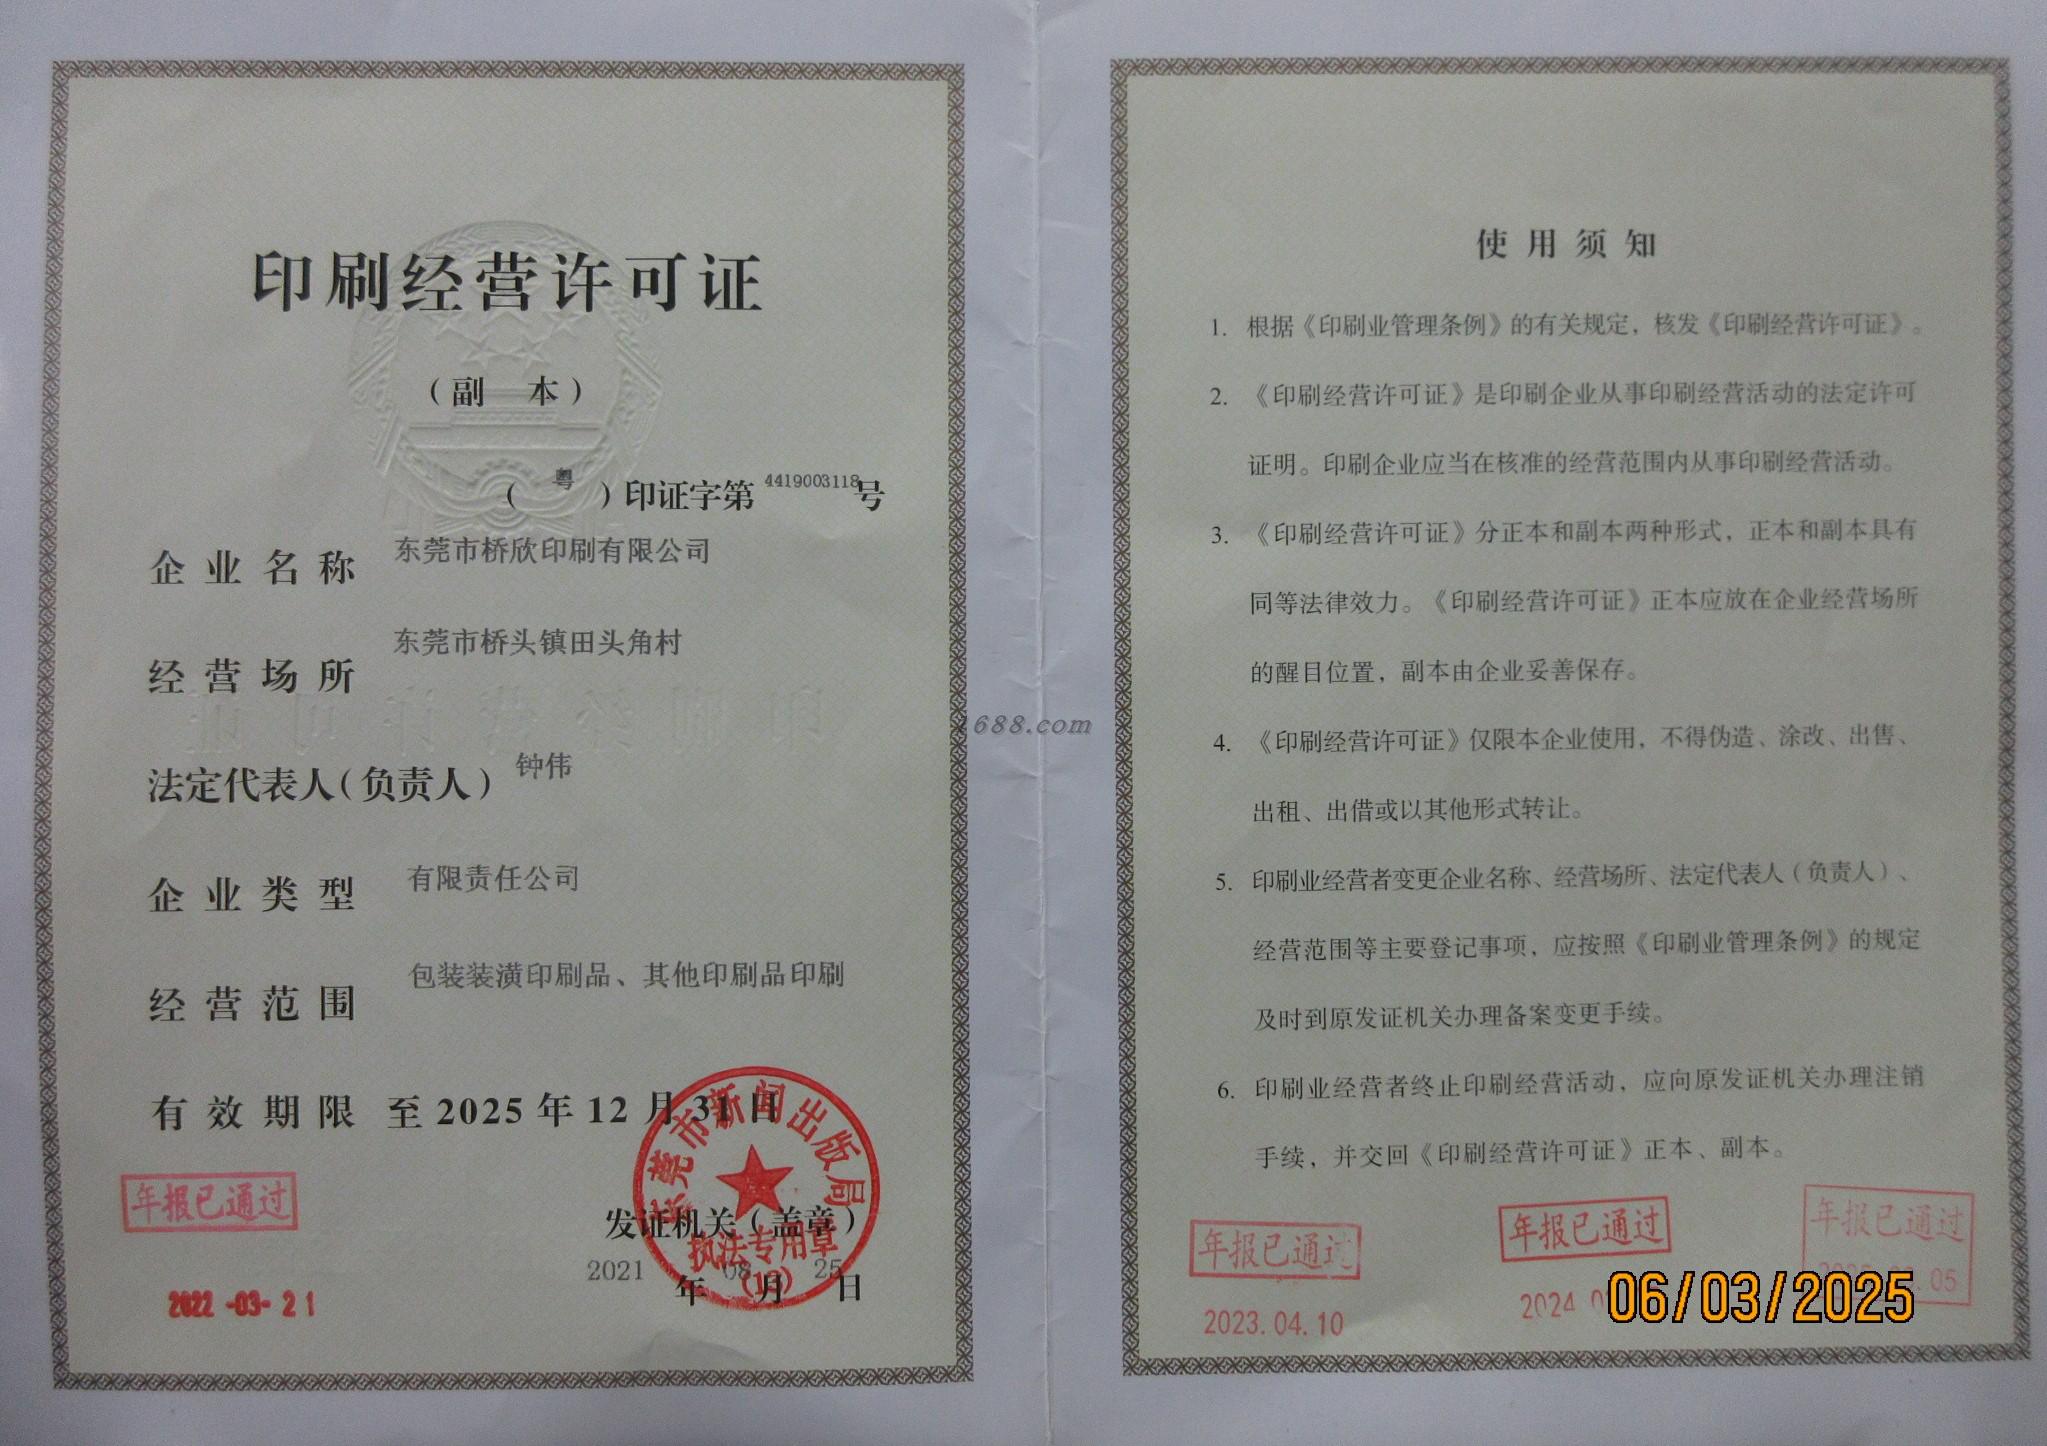 印刷经营许可证
（副 本）
（ 粤 ）印证字第 4419003118号
企业名称 东莞市桥欣印刷有限公司
经营场所 东莞市桥头镇田头角村
印刷经营许可证
法定代表人（负责人） 钟伟
企业类型 有限责任公司
经营范围 包装装潢印刷品、其他印刷品印刷
有效期限 至2025年12月31日
东莞市新闻出版局
执法专用章
年报已通过
2022 -03- 21
发证机关（盖章）
2021 年 08 月 25 日
1688.com
使用须知
1. 根据《印刷业管理条例》的有关规定，核发《印刷经营许可证》。
2. 《印刷经营许可证》是印刷企业从事印刷经营活动的法定许可
证明。印刷企业应当在核准的经营范围内从事印刷经营活动。
3. 《印刷经营许可证》分正本和副本两种形式，正本和副本具有
同等法律效力。《印刷经营许可证》正本应放在企业经营场所
的醒目位置，副本由企业妥善保存。
4. 《印刷经营许可证》仅限本企业使用，不得伪造、涂改、出售、
出租、出借或以其他形式转让。
5. 印刷业经营者变更企业名称、经营场所、法定代表人（负责人）、
经营范围等主要登记事项，应按照《印刷业管理条例》的规定
及时到原发证机关办理备案变更手续。
6. 印刷业经营者终止印刷经营活动，应向原发证机关办理注销
手续，并交回《印刷经营许可证》正本、副本。
年报已通过
2023.04.10
年报已通过
2024
年报已通过
05
06/03/2025